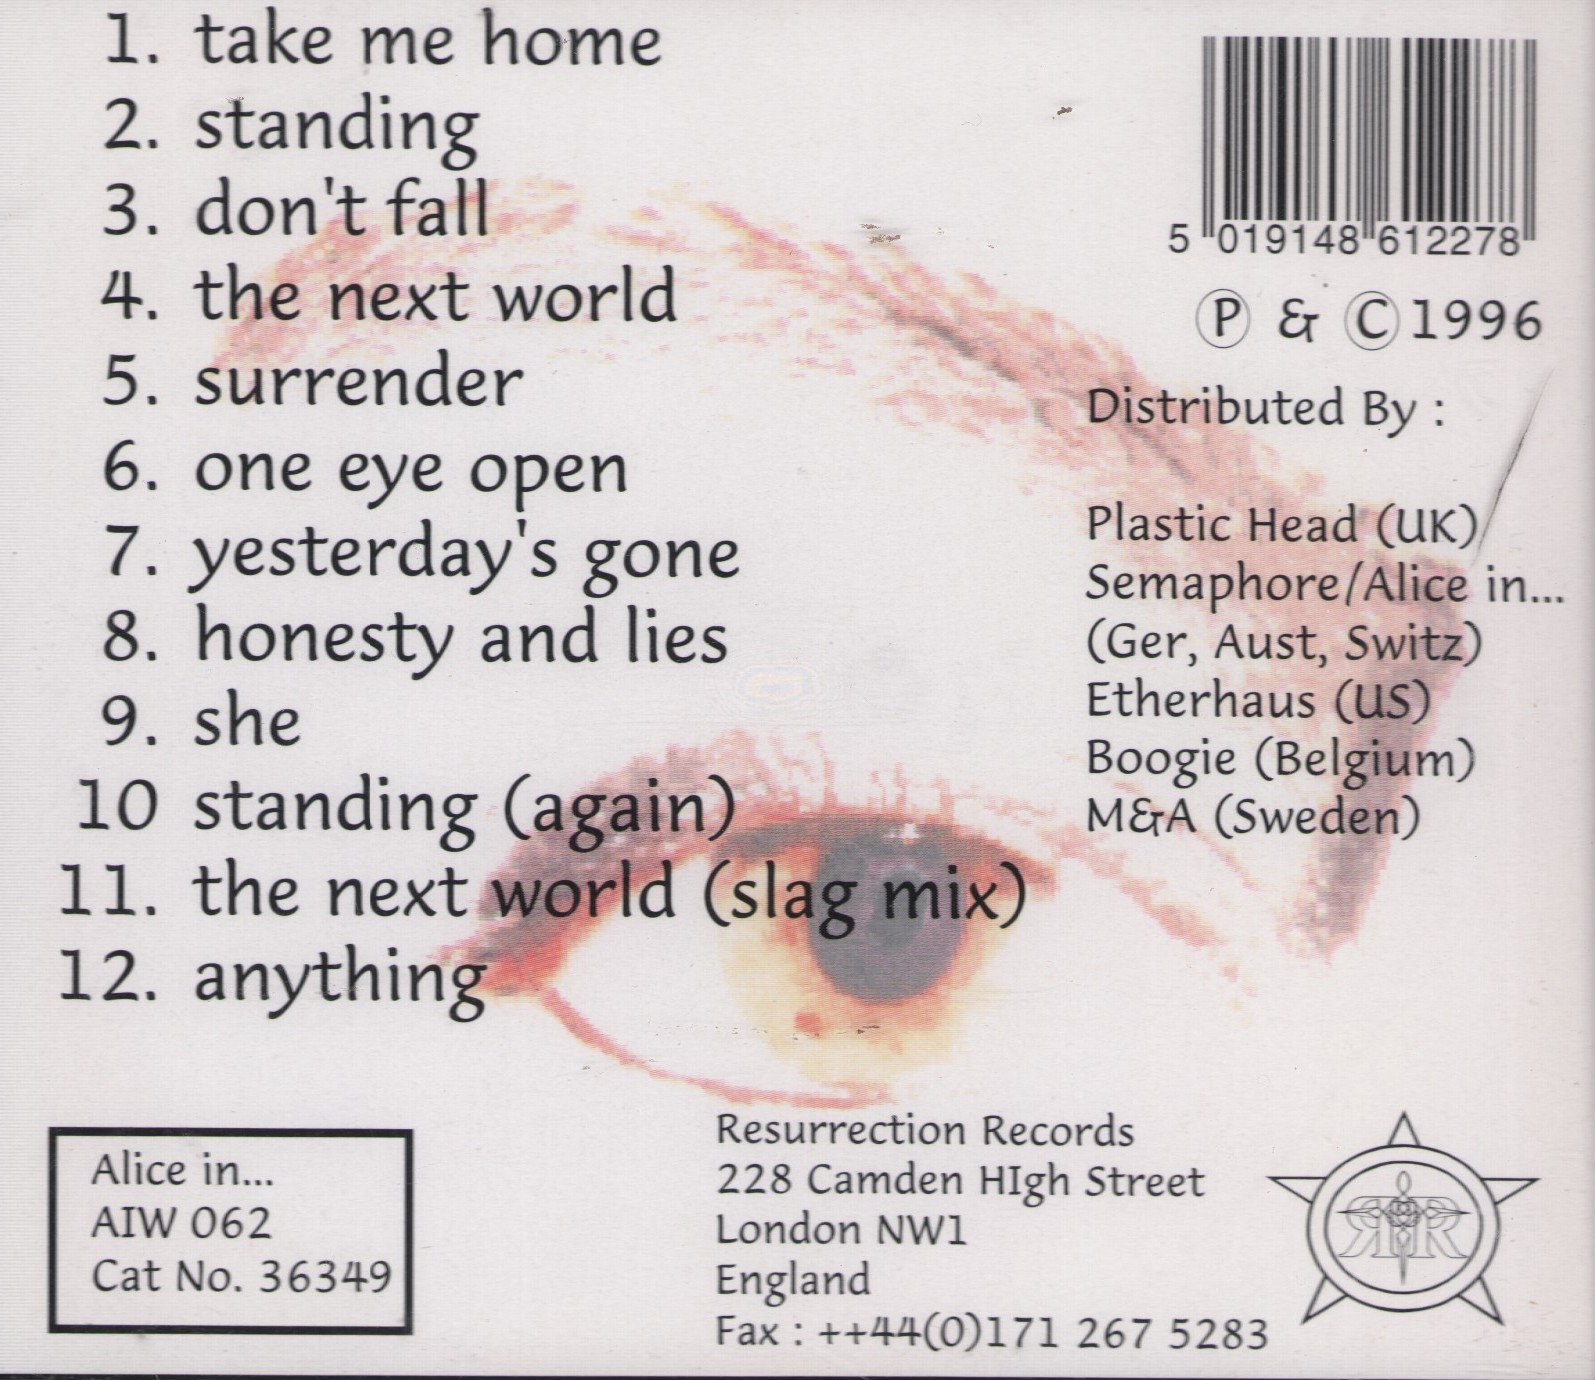 1. take me home
2. standing
3. don't fall
4. the next world
5. surrender
6. one eye open
7. yesterday's gone
8. honesty and lies
9. she
10 standing (again)
11. the next world (slag mix)
12. anything
5 019148 612278
Ⓟ & Ⓒ 1996
Distributed By :
Plastic Head (UK)
Semaphore/Alice in...
(Ger, Aust, Switz)
Etherhaus (US)
Boogie (Belgium)
M&A (Sweden)
Alice in...
AIW 062
Cat No. 36349
Resurrection Records
228 Camden HIgh Street
London NW1
England
Fax : ++44(0)171 267 5283
RR